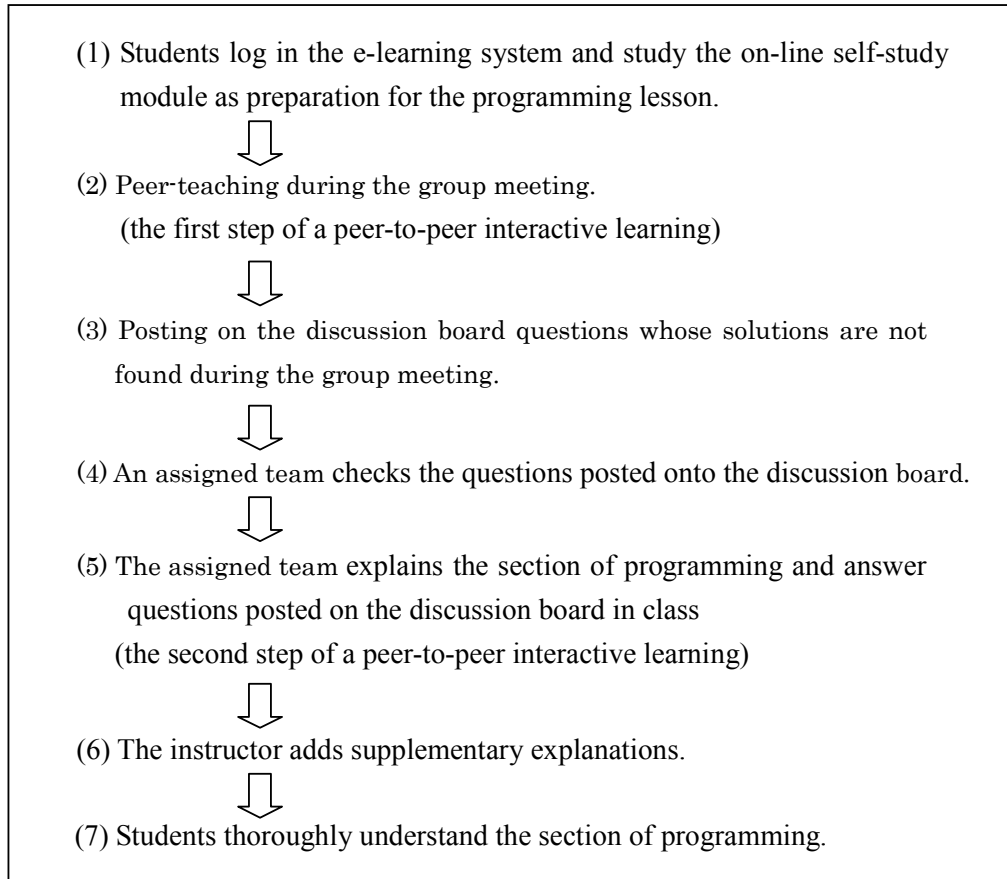 (1) Students log in the e-learning system and study the on-line self-study
module as preparation for the programming lesson.
(2) Peer-teaching during the group meeting.
(the first step of a peer-to-peer interactive learning)
(3) Posting on the discussion board questions whose solutions are not
found during the group meeting.
(4) An assigned team checks the questions posted onto the discussion board.
(5) The assigned team explains the section of programming and answer
questions posted on the discussion board in class
(the second step of a peer-to-peer interactive learning)
(6) The instructor adds supplementary explanations.
(7) Students thoroughly understand the section of programming.